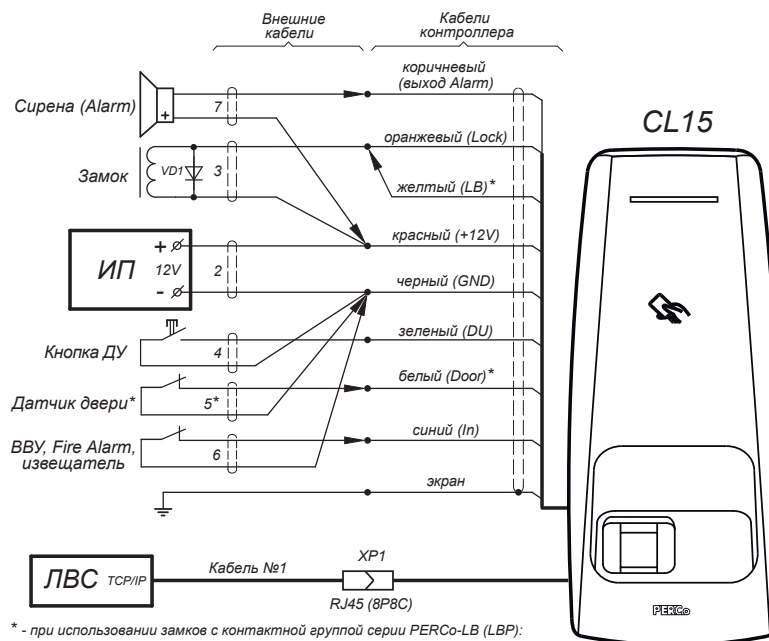 Внешние кабели
Кабели контроллера
коричневый
(выход Alarm)
Сирена (Alarm)
+
7
CL15
оранжевый (Lock)
Замок
VD1
3
желтый (LB)*
красный (+12V)
ИП
+
12V
-
2
черный (GND)
зеленый (DU)
Кнопка ДУ
4
белый (Door)*
Датчик двери*
5*
синий (In)
ВВУ, Fire Alarm,
извещатель
6
экран
ЛВС TCP/IP
Кабель №1
XP1
RJ45 (8P8C)
PERCo
* - при использовании замков с контактной группой серии PERCo-LB (LBP):